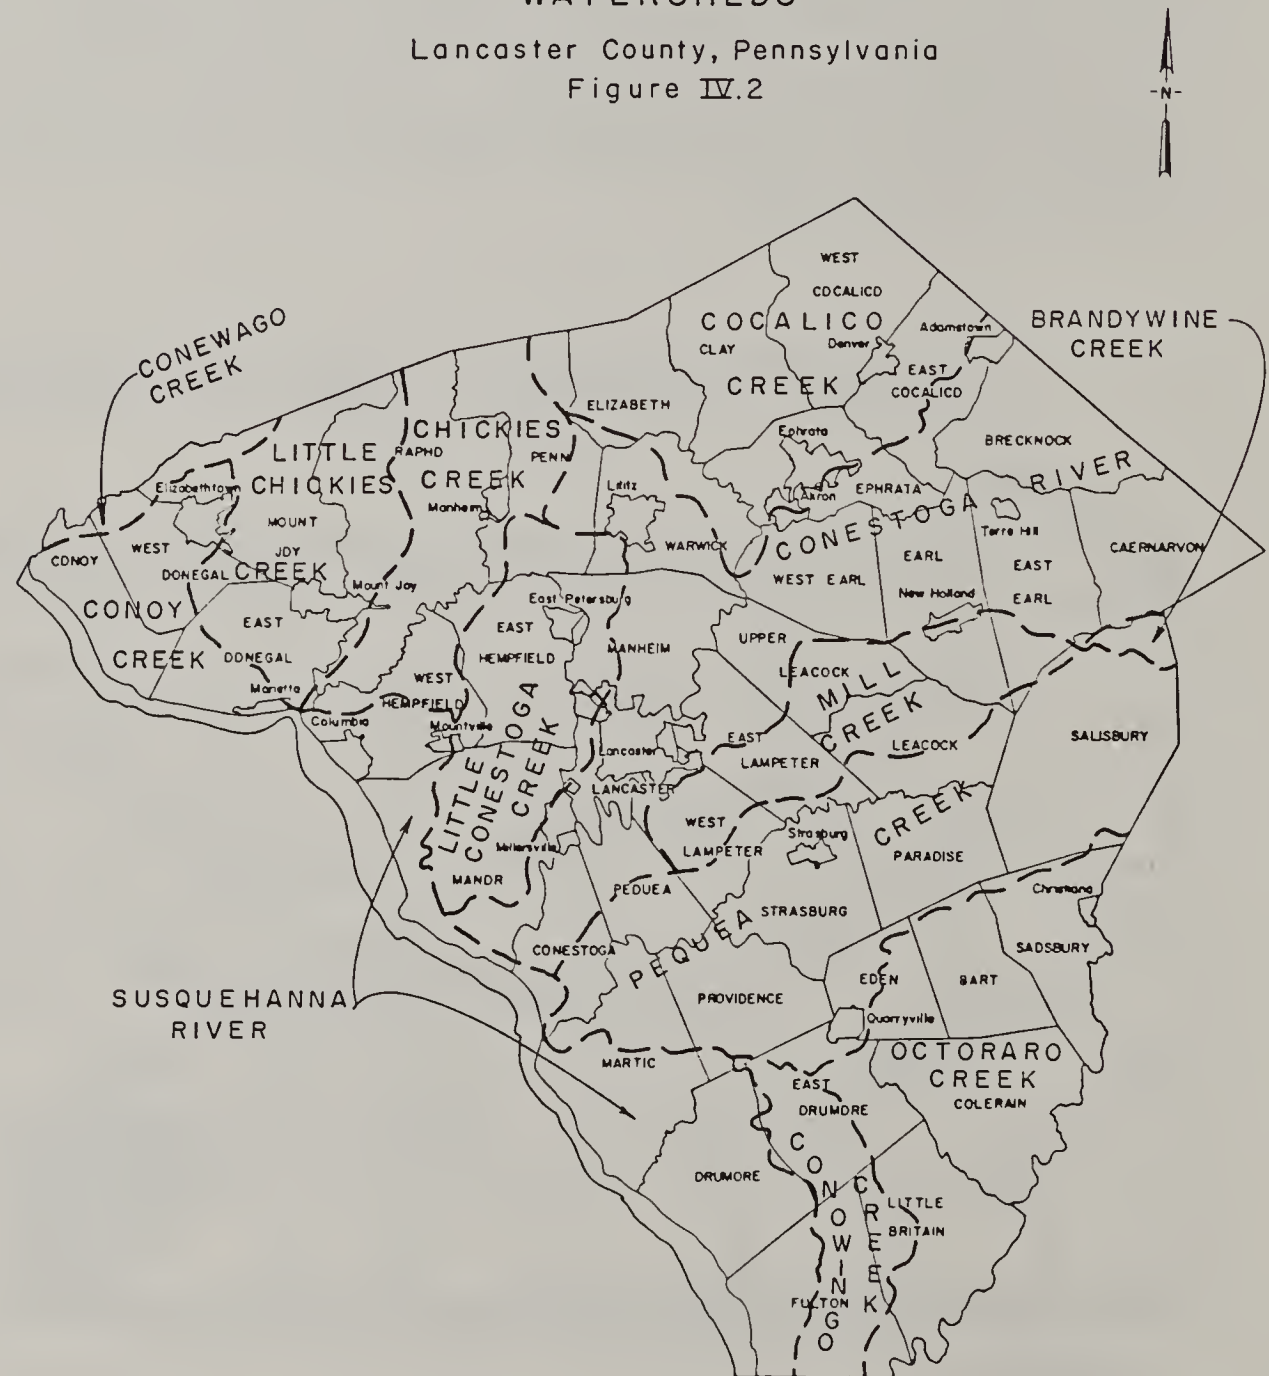 WATERSHEDS
Lancaster County, Pennsylvania
Figure IV.2
-N-
CONEWAGO
CREEK
BRANDYWINE
CREEK
WEST
COCALICO
COCALICO
CREEK
CLAY
Denver
Adamstown
EAST
COCALICO
ELIZABETH
BRECKNOCK
LITTLE
CHICKIES
CREEK
RAPHO
CHICKIES
CREEK
PENN
Manheim
Lititz
Ephrata
Akron
EPHRATA
CONESTOGA RIVER
Terre Hill
CAERNARVON
Elizabethtown
MOUNT
JOY
CONOY
WEST
DONEGAL
CONOY
CREEK
Mount Joy
EAST
DONEGAL
Marietta
WARWICK
WEST EARL
EARL
EAST
EARL
New Holland
East Petersburg
EAST
HEMPFIELD
MANHEIM
UPPER
LEACOCK
WEST
HEMPFIELD
Columbia
Mountville
MILL
CREEK
LEACOCK
SALISBURY
LITTLE
CONESTOGA
CREEK
Lancaster
LANCASTER
EAST
LAMPETER
WEST
LAMPETER
Strasburg
Millersville
MANOR
PEQUEA
STRASBURG
PARADISE
PEQUEA CREEK
Christiana
SADSBURY
CONESTOGA
EDEN
BART
PROVIDENCE
Quarryville
SUSQUEHANNA
RIVER
MARTIC
OCTORARO
CREEK
COLERAIN
EAST
DRUMORE
DRUMORE
CONOWINGO
CREEK
LITTLE
BRITAIN
FULTON